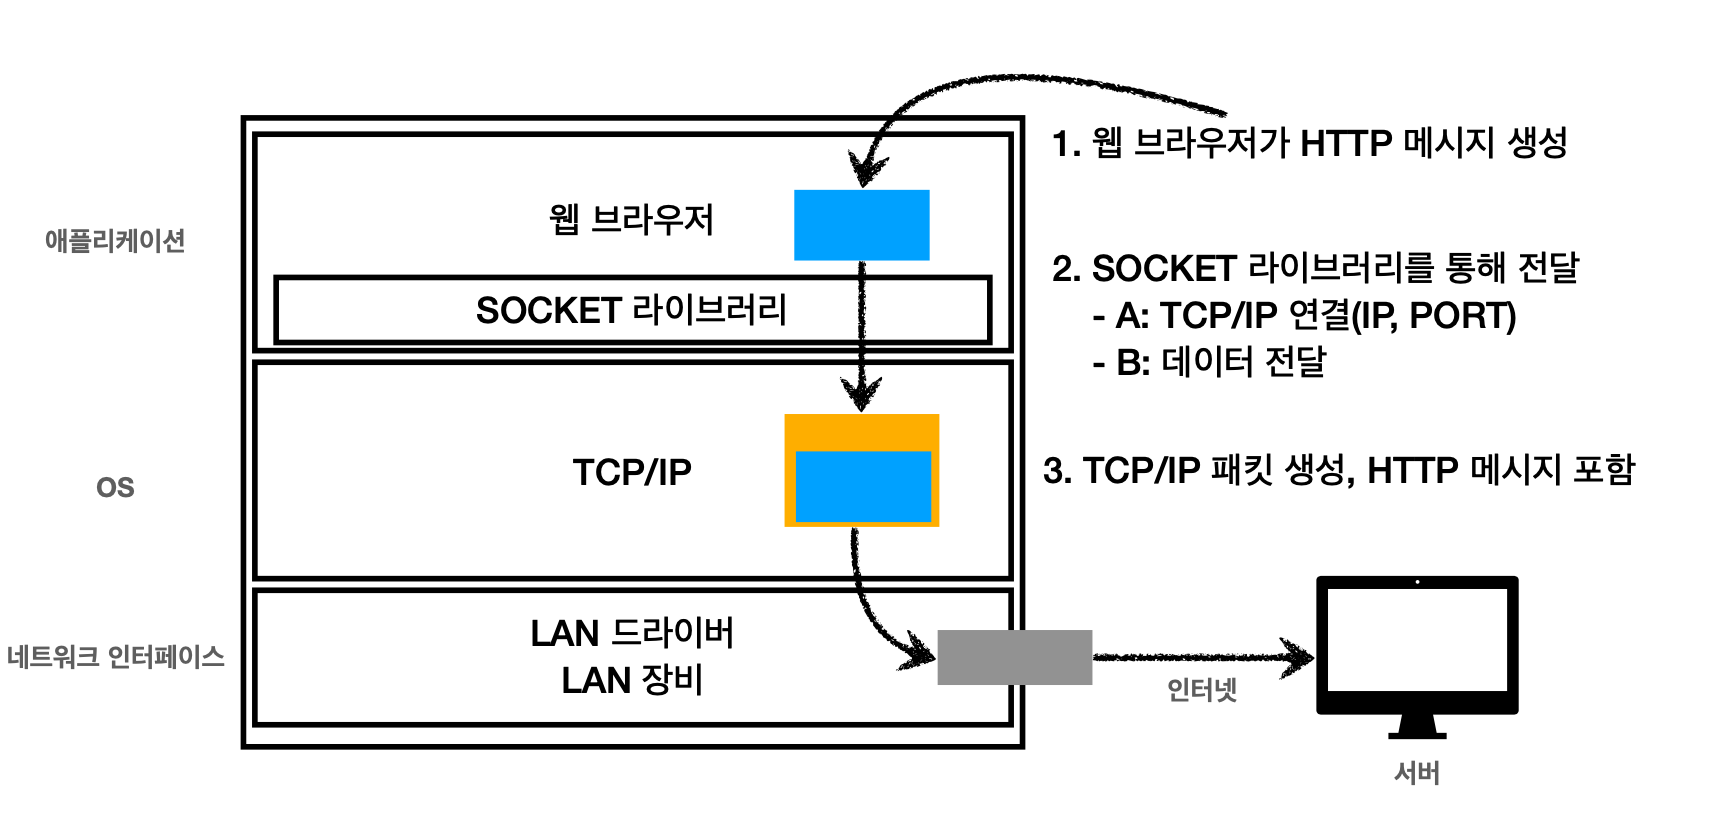 1. 웹 브라우저가 HTTP 메시지 생성
웹 브라우저
애플리케이션
SOCKET 라이브러리
2. SOCKET 라이브러리를 통해 전달
- A: TCP/IP 연결(IP, PORT)
- B: 데이터 전달
TCP/IP
OS
3. TCP/IP 패킷 생성, HTTP 메시지 포함
LAN 드라이버
LAN 장비
네트워크 인터페이스
인터넷
서버